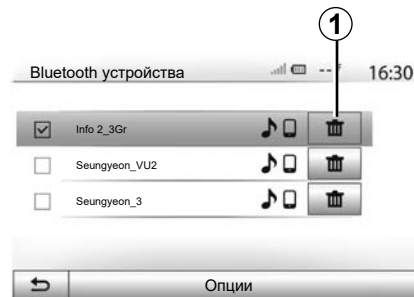 1
Bluetooth устройства --° 16:30
Info 2_3Gr
Seungyeon_VU2
Seungyeon_3
Опции